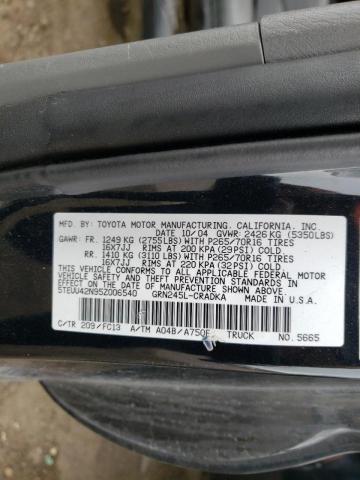 MFD. BY: TOYOTA MOTOR MANUFACTURING, CALIFORNIA, INC.
DATE 10/04 GVWR: 2426 KG (5350LBS)
GAWR: FR. 1249 KG (2755LBS) WITH P265/70R16 TIRES
16X7JJ RIMS AT 200 KPA (29 PSI) COLD
RR. 1410 KG (3110 LBS) WITH P265/70R16 TIRES
16X7JJ RIMS AT 220 KPA (32 PSI) COLD
THIS VEHICLE CONFORMS TO ALL APPLICABLE FEDERAL MOTOR
VEHICLE SAFETY AND THEFT PREVENTION STANDARDS IN
EFFECT ON THE DATE OF MANUFACTURE SHOWN ABOVE.
5TEUU42N95Z006540 GRN245L-CRADKA MADE IN U.S.A.
C/TR 209/FC13 A/TM A04B/A750F TRUCK NO. 5665